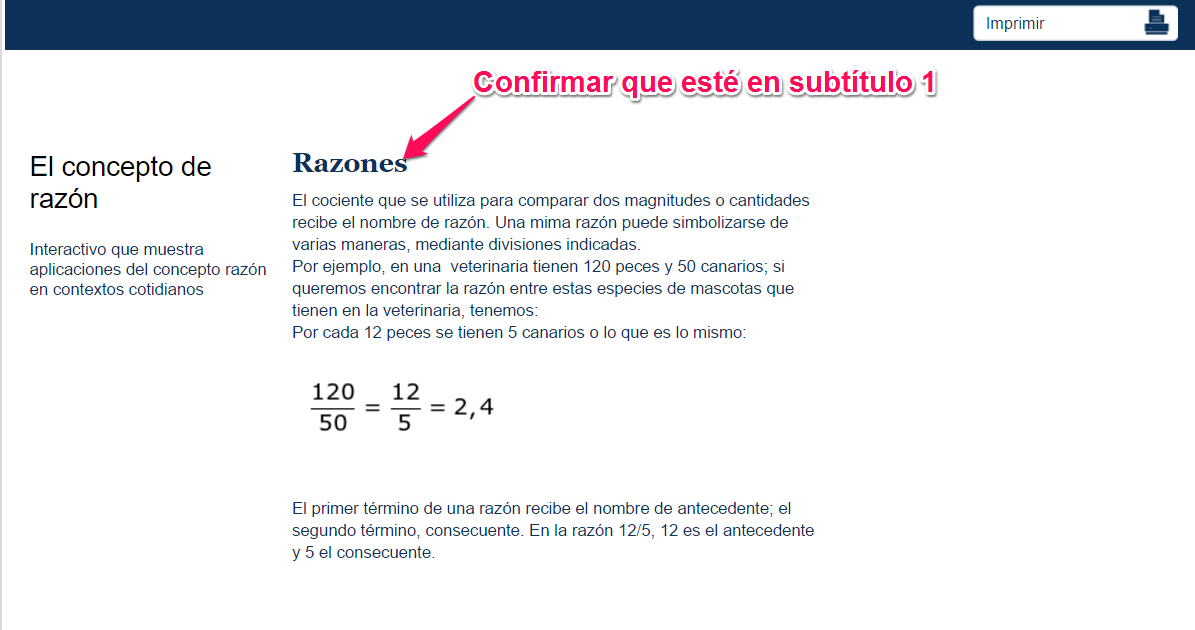 Imprimir
Confirmar que esté en subtítulo 1
El concepto de
razón
Interactivo que muestra
aplicaciones del concepto razón
en contextos cotidianos
Razones
El cociente que se utiliza para comparar dos magnitudes o cantidades
recibe el nombre de razón. Una mima razón puede simbolizarse de
varias maneras, mediante divisiones indicadas.
Por ejemplo, en una  veterinaria tienen 120 peces y 50 canarios; si
queremos encontrar la razón entre estas especies de mascotas que
tienen en la veterinaria, tenemos:
Por cada 12 peces se tienen 5 canarios o lo que es lo mismo:
120/50 = 12/5 = 2,4
El primer término de una razón recibe el nombre de antecedente; el
segundo término, consecuente. En la razón 12/5, 12 es el antecedente
y 5 el consecuente.